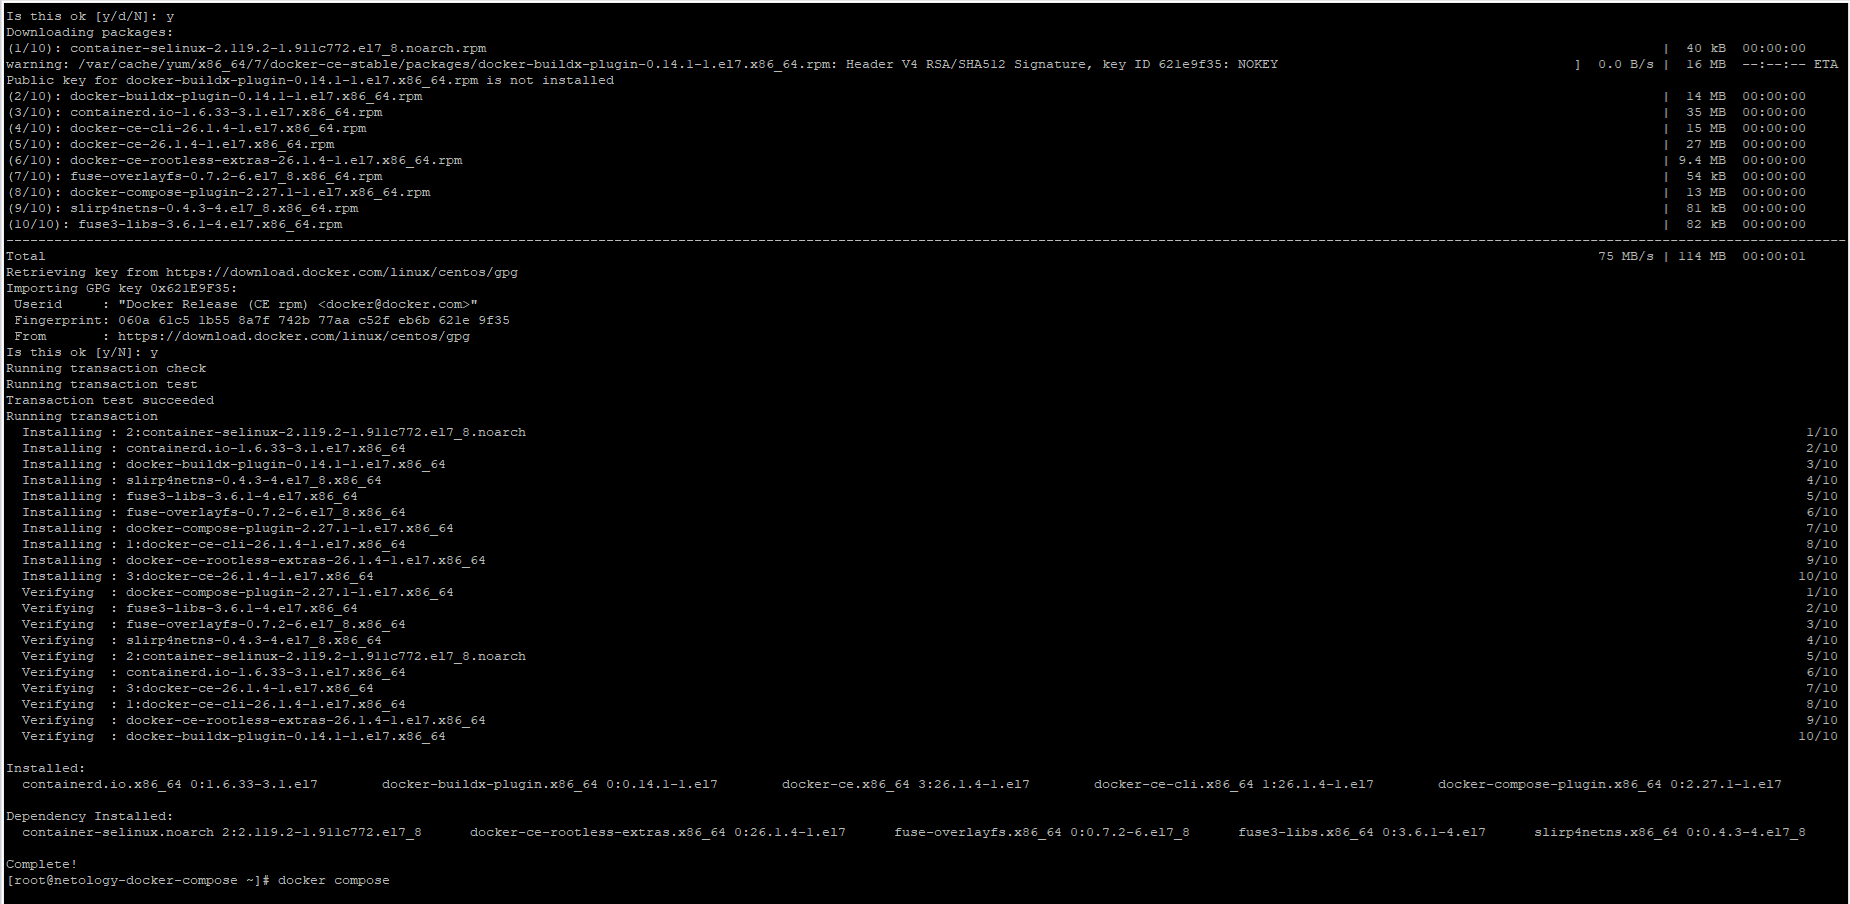 Is this ok [y/d/N]: y
Downloading packages:
(1/10): container-selinux-2.119.2-1.911c772.el7_8.noarch.rpm | 40 kB 00:00:00
warning: /var/cache/yum/x86_64/7/docker-ce-stable/packages/docker-buildx-plugin-0.14.1-1.el7.x86_64.rpm: Header V4 RSA/SHA512 Signature, key ID 621e9f35: NOKEY ] 0.0 B/s | 16 MB --:--:-- ETA
Public key for docker-buildx-plugin-0.14.1-1.el7.x86_64.rpm is not installed
(2/10): docker-buildx-plugin-0.14.1-1.el7.x86_64.rpm | 14 MB 00:00:00
(3/10): containerd.io-1.6.33-3.1.el7.x86_64.rpm | 35 MB 00:00:00
(4/10): docker-ce-cli-26.1.4-1.el7.x86_64.rpm | 15 MB 00:00:00
(5/10): docker-ce-26.1.4-1.el7.x86_64.rpm | 27 MB 00:00:00
(6/10): docker-ce-rootless-extras-26.1.4-1.el7.x86_64.rpm | 9.4 MB 00:00:00
(7/10): fuse-overlayfs-0.7.2-6.el7_8.x86_64.rpm | 54 kB 00:00:00
(8/10): docker-compose-plugin-2.27.1-1.el7.x86_64.rpm | 13 MB 00:00:00
(9/10): slirp4netns-0.4.3-4.el7_8.x86_64.rpm | 81 kB 00:00:00
(10/10): fuse3-libs-3.6.1-4.el7.x86_64.rpm | 82 kB 00:00:00
Total 75 MB/s | 114 MB 00:00:01
Retrieving key from https://download.docker.com/linux/centos/gpg
Importing GPG key 0x621E9F35:
Userid : "Docker Release (CE rpm) <docker@docker.com>"
Fingerprint: 060a 61c5 1b55 8a7f 742b 77aa c52f eb6b 621e 9f35
From : https://download.docker.com/linux/centos/gpg
Is this ok [y/N]: y
Running transaction check
Running transaction test
Transaction test succeeded
Running transaction
Installing : 2:container-selinux-2.119.2-1.911c772.el7_8.noarch 1/10
Installing : containerd.io-1.6.33-3.1.el7.x86_64 2/10
Installing : docker-buildx-plugin-0.14.1-1.el7.x86_64 3/10
Installing : slirp4netns-0.4.3-4.el7_8.x86_64 4/10
Installing : fuse3-libs-3.6.1-4.el7.x86_64 5/10
Installing : fuse-overlayfs-0.7.2-6.el7_8.x86_64 6/10
Installing : docker-compose-plugin-2.27.1-1.el7.x86_64 7/10
Installing : 1:docker-ce-cli-26.1.4-1.el7.x86_64 8/10
Installing : docker-ce-rootless-extras-26.1.4-1.el7.x86_64 9/10
Installing : 3:docker-ce-26.1.4-1.el7.x86_64 10/10
Verifying : docker-compose-plugin-2.27.1-1.el7.x86_64 1/10
Verifying : fuse3-libs-3.6.1-4.el7.x86_64 2/10
Verifying : fuse-overlayfs-0.7.2-6.el7_8.x86_64 3/10
Verifying : slirp4netns-0.4.3-4.el7_8.x86_64 4/10
Verifying : 2:container-selinux-2.119.2-1.911c772.el7_8.noarch 5/10
Verifying : containerd.io-1.6.33-3.1.el7.x86_64 6/10
Verifying : 3:docker-ce-26.1.4-1.el7.x86_64 7/10
Verifying : 1:docker-ce-cli-26.1.4-1.el7.x86_64 8/10
Verifying : docker-ce-rootless-extras-26.1.4-1.el7.x86_64 9/10
Verifying : docker-buildx-plugin-0.14.1-1.el7.x86_64 10/10
Installed:
containerd.io.x86_64 0:1.6.33-3.1.el7 docker-buildx-plugin.x86_64 0:0.14.1-1.el7 docker-ce.x86_64 3:26.1.4-1.el7 docker-ce-cli.x86_64 1:26.1.4-1.el7 docker-compose-plugin.x86_64 0:2.27.1-1.el7
Dependency Installed:
container-selinux.noarch 2:2.119.2-1.911c772.el7_8 docker-ce-rootless-extras.x86_64 0:26.1.4-1.el7 fuse-overlayfs.x86_64 0:0.7.2-6.el7_8 fuse3-libs.x86_64 0:3.6.1-4.el7 slirp4netns.x86_64 0:0.4.3-4.el7_8
Complete!
[root@netology-docker-compose ~]# docker compose